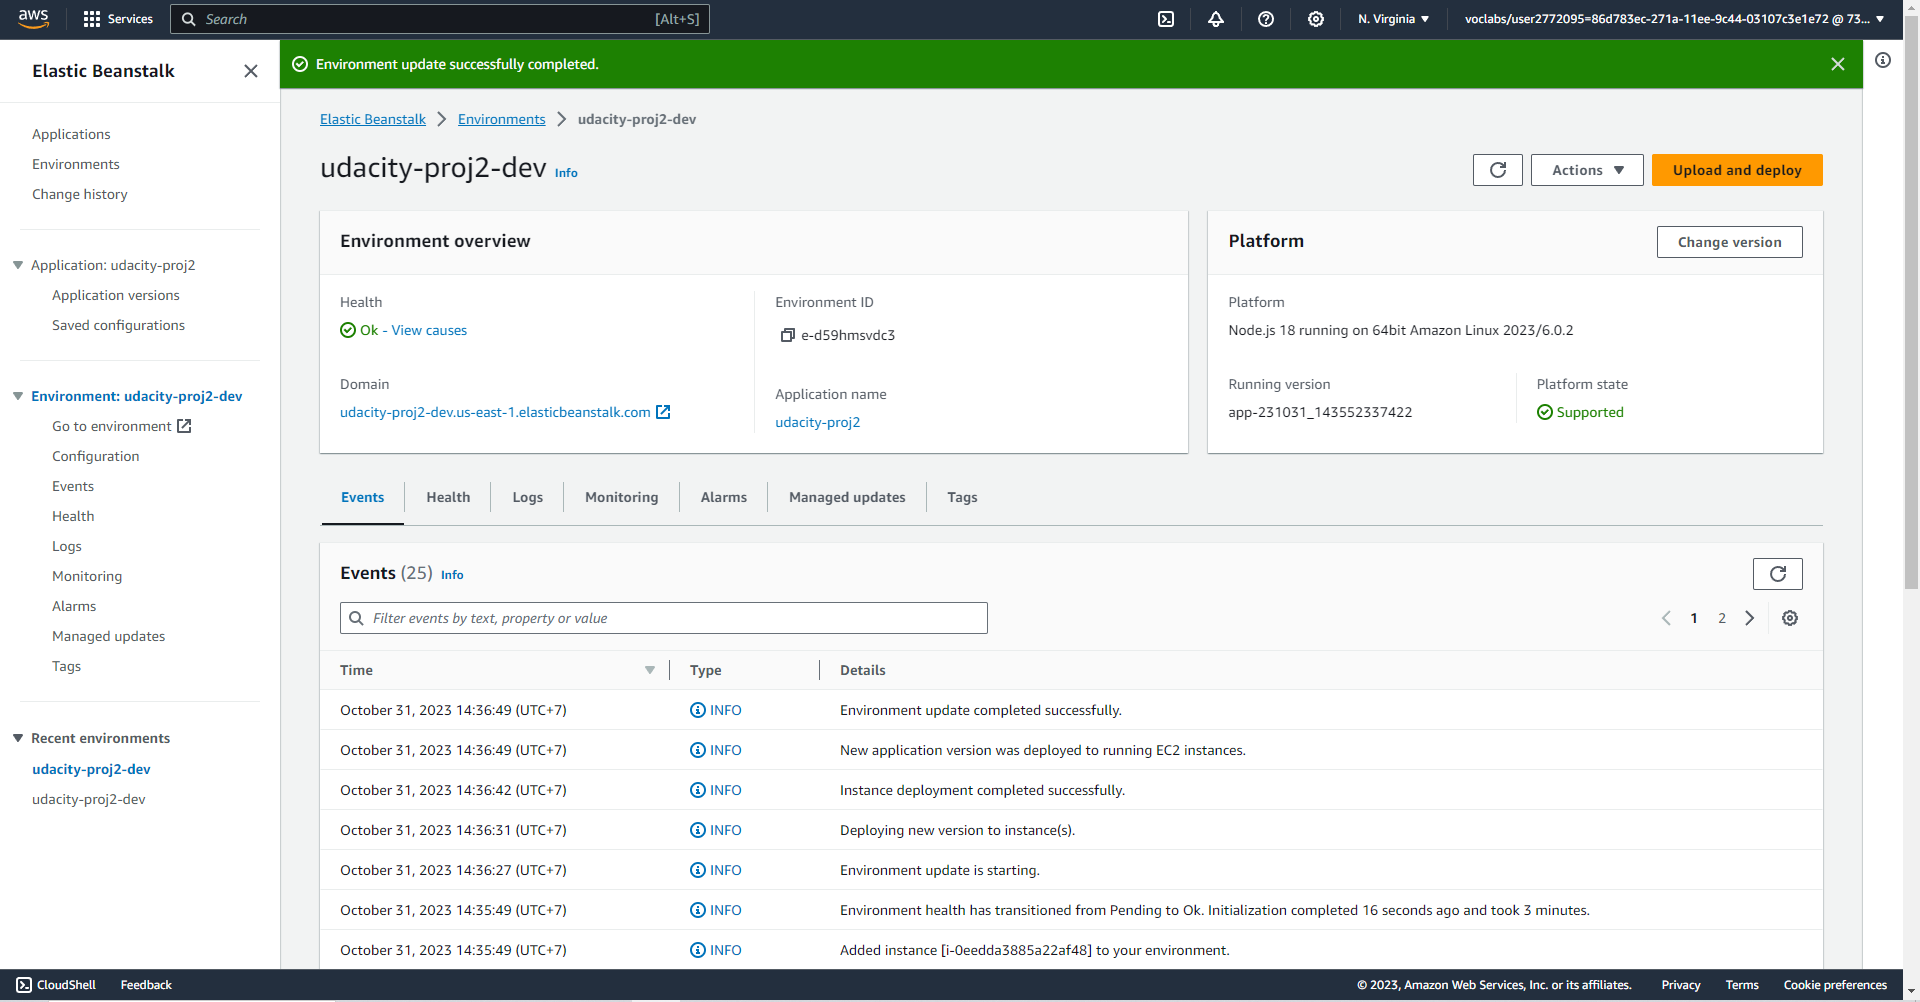 aws
Services
Search
[Alt+S]
N. Virginia
voclabs/user2772095=86d783ec-271a-11ee-9c44-03107c3e1e72 @ 73...
Elastic Beanstalk
Applications
Environments
Change history
Application: udacity-proj2
Application versions
Saved configurations
Environment: udacity-proj2-dev
Go to environment
Configuration
Events
Health
Logs
Monitoring
Alarms
Managed updates
Tags
Recent environments
udacity-proj2-dev
udacity-proj2-dev
Environment update successfully completed.
Elastic Beanstalk
Environments
udacity-proj2-dev
udacity-proj2-dev Info
Actions
Upload and deploy
Environment overview
Health
Ok - View causes
Domain
udacity-proj2-dev.us-east-1.elasticbeanstalk.com
Environment ID
e-d59hmsvdc3
Application name
udacity-proj2
Platform
Change version
Platform
Node.js 18 running on 64bit Amazon Linux 2023/6.0.2
Running version
app-231031_143552337422
Platform state
Supported
Events
Health
Logs
Monitoring
Alarms
Managed updates
Tags
Events (25) Info
Filter events by text, property or value
1
2
Time
Type
Details
October 31, 2023 14:36:49 (UTC+7) INFO Environment update completed successfully.
October 31, 2023 14:36:49 (UTC+7) INFO New application version was deployed to running EC2 instances.
October 31, 2023 14:36:42 (UTC+7) INFO Instance deployment completed successfully.
October 31, 2023 14:36:31 (UTC+7) INFO Deploying new version to instance(s).
October 31, 2023 14:36:27 (UTC+7) INFO Environment update is starting.
October 31, 2023 14:35:49 (UTC+7) INFO Environment health has transitioned from Pending to Ok. Initialization completed 16 seconds ago and took 3 minutes.
October 31, 2023 14:35:49 (UTC+7) INFO Added instance [i-0eedda3885a22af48] to your environment.
CloudShell
Feedback
© 2023, Amazon Web Services, Inc. or its affiliates.
Privacy
Terms
Cookie preferences